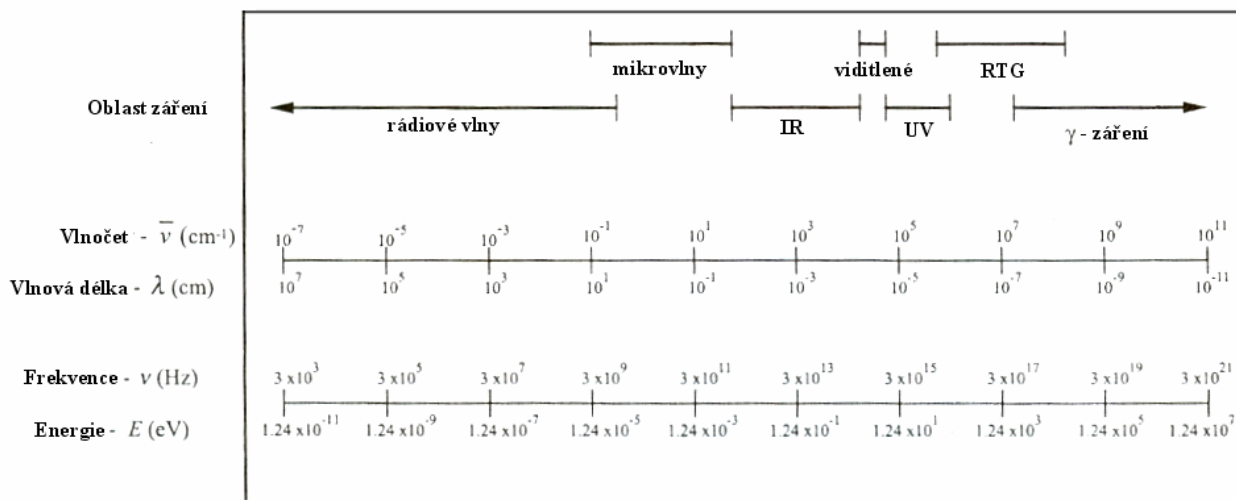 mikrovlny viditlené RTG
Oblast záření
rádiové vlny IR UV γ - záření
Vlnočet - ν̅ (cm⁻¹) 10⁻⁷ 10⁻⁵ 10⁻³ 10⁻¹ 10¹ 10³ 10⁵ 10⁷ 10⁹ 10¹¹
Vlnová délka - λ (cm) 10⁷ 10⁵ 10³ 10¹ 10⁻¹ 10⁻³ 10⁻⁵ 10⁻⁷ 10⁻⁹ 10⁻¹¹
Frekvence - ν (Hz) 3 x10³ 3 x10⁵ 3 x10⁷ 3 x10⁹ 3 x10¹¹ 3 x10¹³ 3 x10¹⁵ 3 x10¹⁷ 3 x10¹⁹ 3 x10²¹
Energie - E (eV) 1.24 x10⁻¹¹ 1.24 x10⁻⁹ 1.24 x10⁻⁷ 1.24 x10⁻⁵ 1.24 x10⁻³ 1.24 x10⁻¹ 1.24 x10¹ 1.24 x10³ 1.24 x10⁵ 1.24 x10⁷